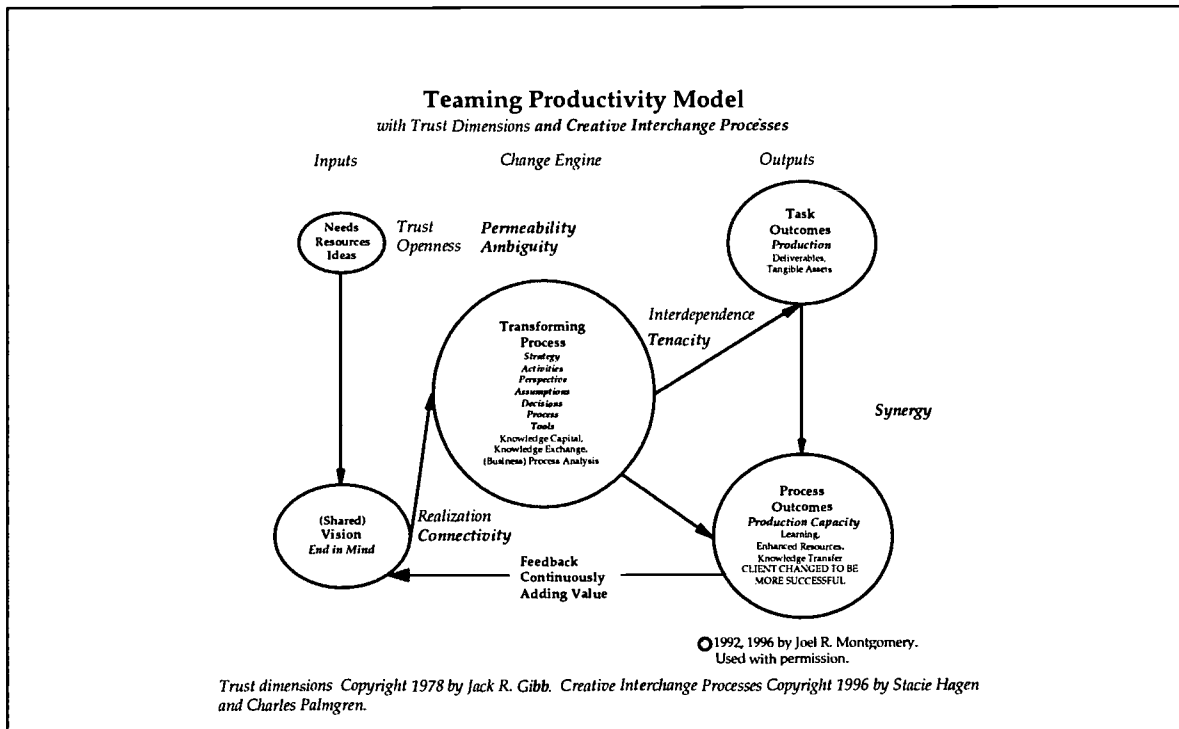 Teaming Productivity Model
with Trust Dimensions and Creative Interchange Processes
Inputs
Change Engine
Outputs
Needs
Resources
Ideas
Trust
Openness
Permeability
Ambiguity
Task
Outcomes
Production
Deliverables,
Tangible Assets
Transforming
Process
Strategy
Activities
Perspective
Assumptions
Decisions
Process
Tools
Knowledge Capital,
Knowledge Exchange,
(Business) Process Analysis
Interdependence
Tenacity
Synergy
(Shared)
Vision
End in Mind
Realization
Connectivity
Process
Outcomes
Production Capacity
Learning,
Enhanced Resources,
Knowledge Transfer
CLIENT CHANGED TO BE
MORE SUCCESSFUL
Feedback
Continuously
Adding Value
1992, 1996 by Joel R. Montgomery.
Used with permission.
Trust dimensions Copyright 1978 by Jack R. Gibb. Creative Interchange Processes Copyright 1996 by Stacie Hagen
and Charles Palmgren.